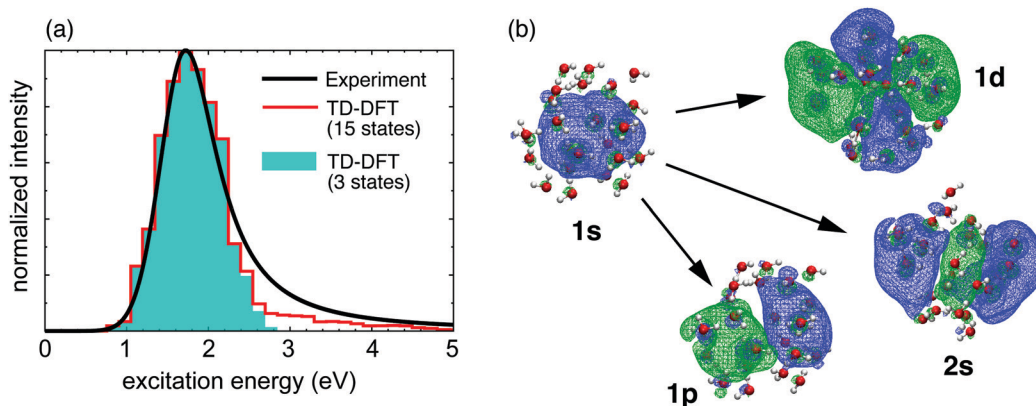 (a)
normalized intensity
Experiment
TD-DFT
(15 states)
TD-DFT
(3 states)
0 1 2 3 4 5
excitation energy (eV)
(b)
1s
1d
2s
1p